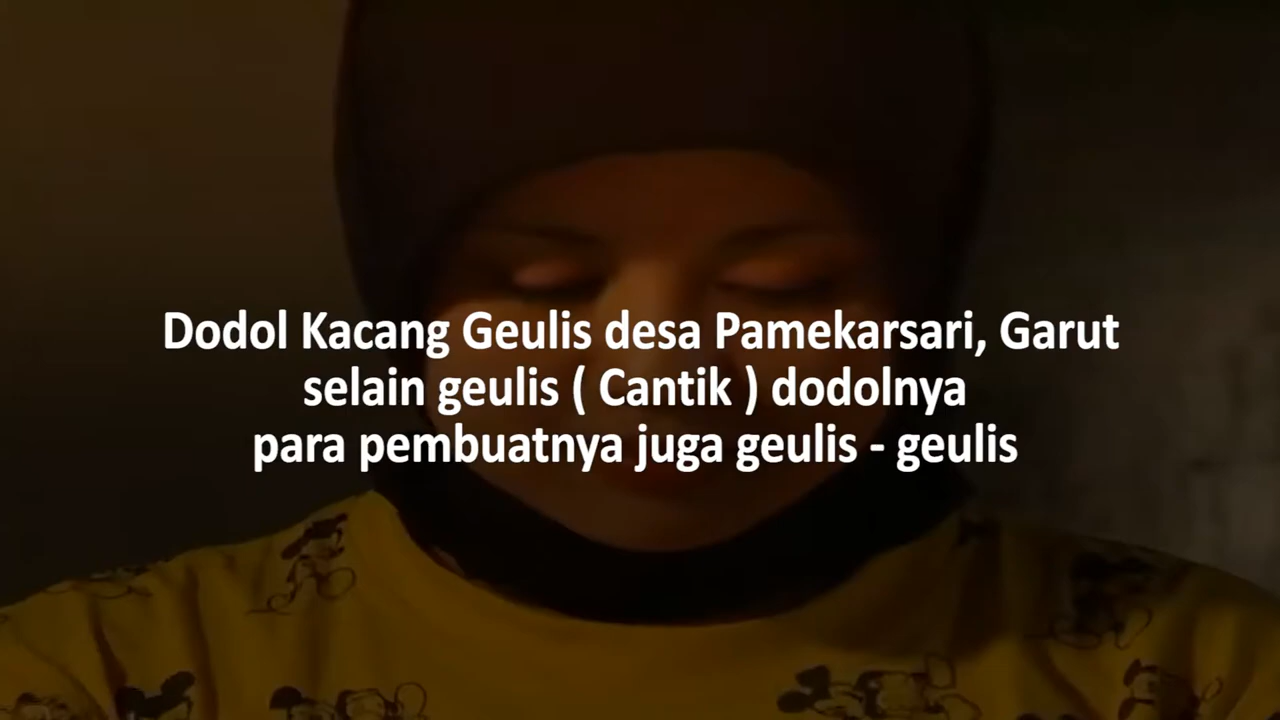 Dodol Kacang Geulis desa Pamekarsari, Garut
selain geulis ( Cantik ) dodolnya
para pembuatnya juga geulis - geulis